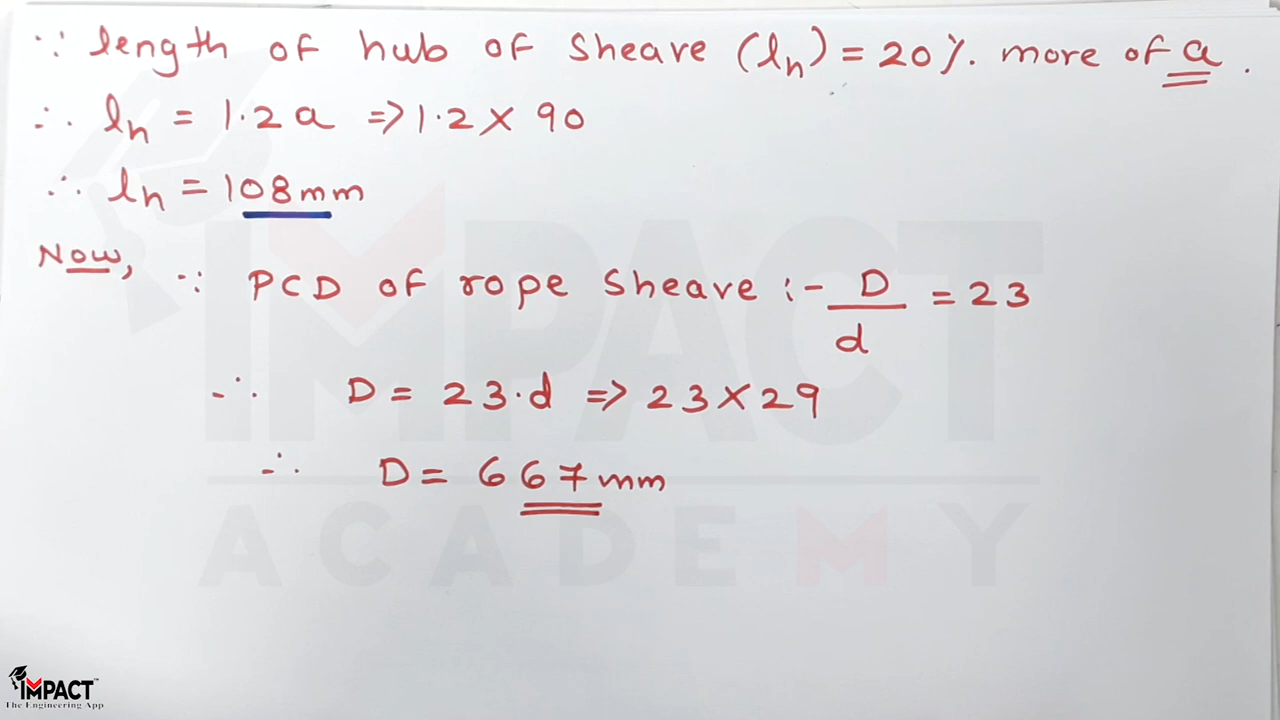 ∵ length of hub of Sheave (lh) = 20% more of a.
∴ lh = 1.2a => 1.2 × 90
∴ lh = 108mm
Now, ∵ PCD of rope Sheave :- D/d = 23
∴ D = 23.d => 23×29
∴ D = 667mm
IMPACT
ACADEMY
IMPACT™
The Engineering App